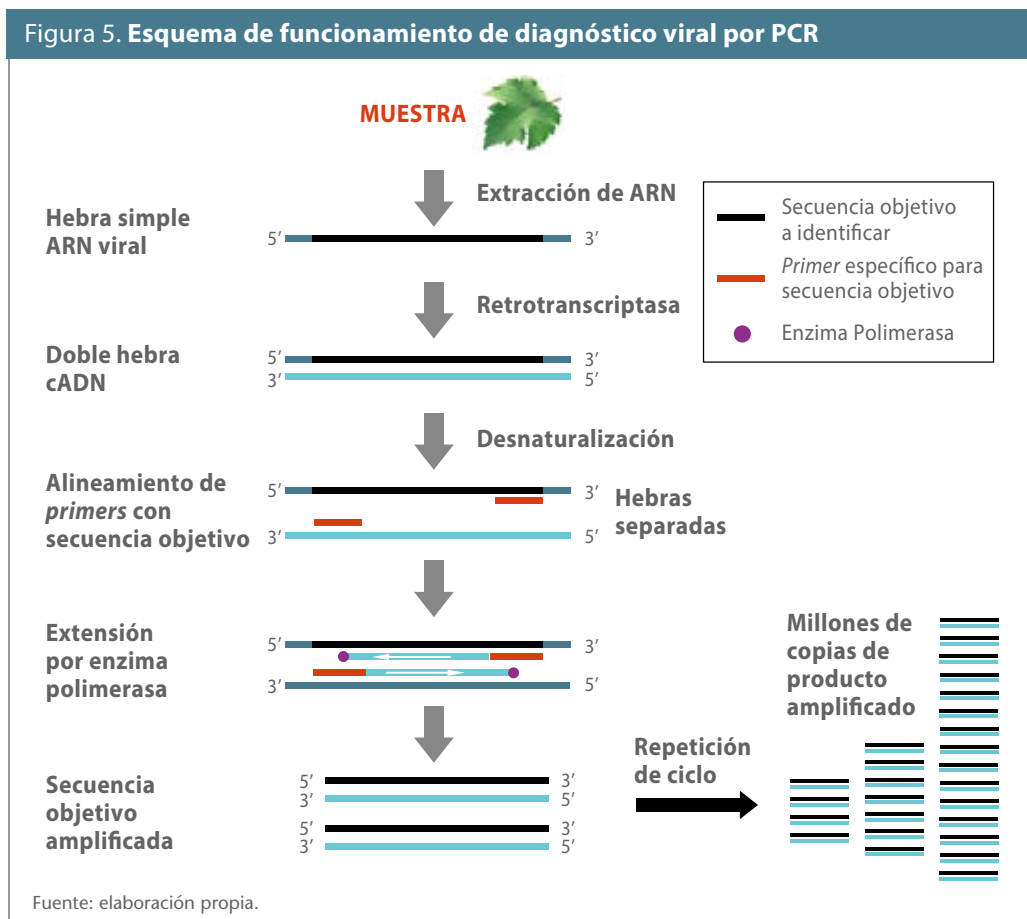 Figura 5. Esquema de funcionamiento de diagnóstico viral por PCR
MUESTRA
Extracción de ARN
Hebra simple
ARN viral
5′ 3′
Retrotranscriptasa
Doble hebra
cADN
5′ 3′
3′ 5′
Desnaturalización
Alineamiento de
primers con
secuencia objetivo
5′ 3′
3′ 5′
Hebras
separadas
Extensión
por enzima
polimerasa
5′ 3′
3′ 5′
Secuencia
objetivo
amplificada
5′ 3′
3′ 5′
5′ 3′
3′ 5′
Repetición
de ciclo
Millones de
copias de
producto
amplificado
Secuencia objetivo
a identificar
Primer específico para
secuencia objetivo
Enzima Polimerasa
Fuente: elaboración propia.